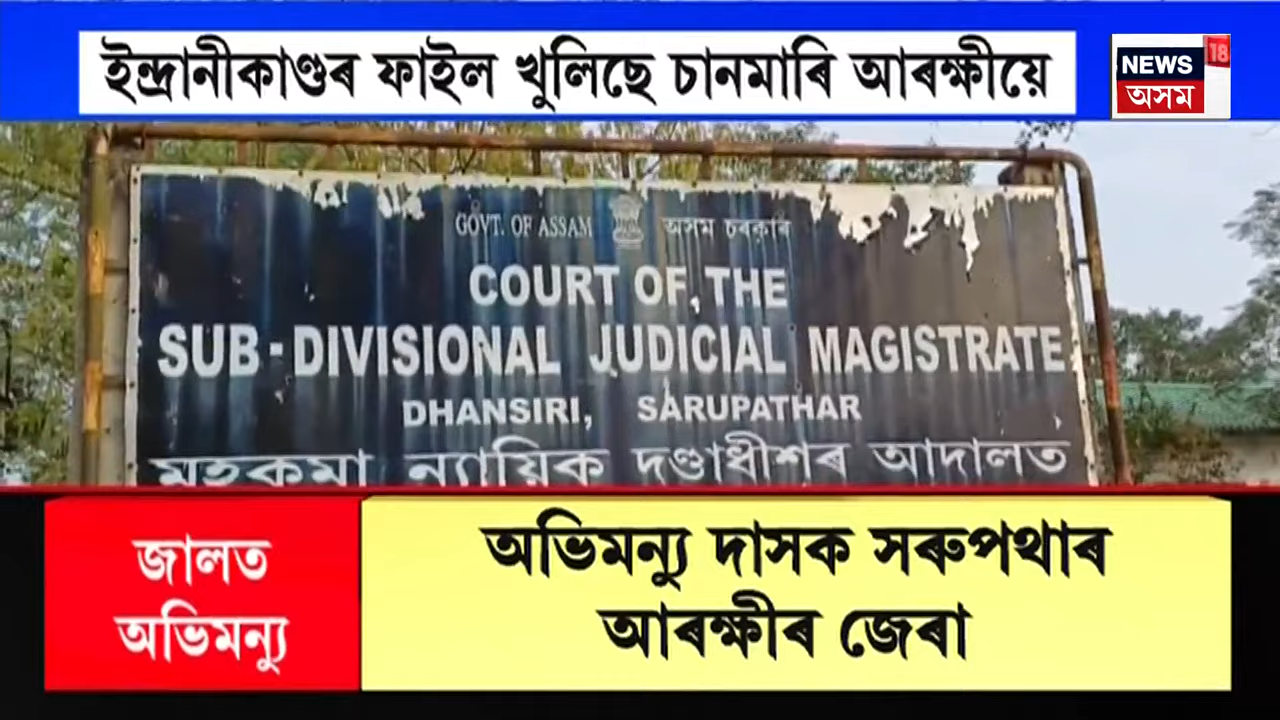 ইন্দ্ৰানীকাণ্ডৰ ফাইল খুলিছে চানমাৰি আৰক্ষীয়ে
NEWS 18
অসম
GOVT. OF ASSAM অসম চৰকাৰ
COURT OF THE
SUB-DIVISIONAL JUDICIAL MAGISTRATE
DHANSIRI, SARUPATHAR
মহকুমা ন্যায়িক দণ্ডাধীশৰ আদালত
জালত
অভিমন্যু
অভিমন্যু দাসক সৰুপথাৰ
আৰক্ষীৰ জেৰা